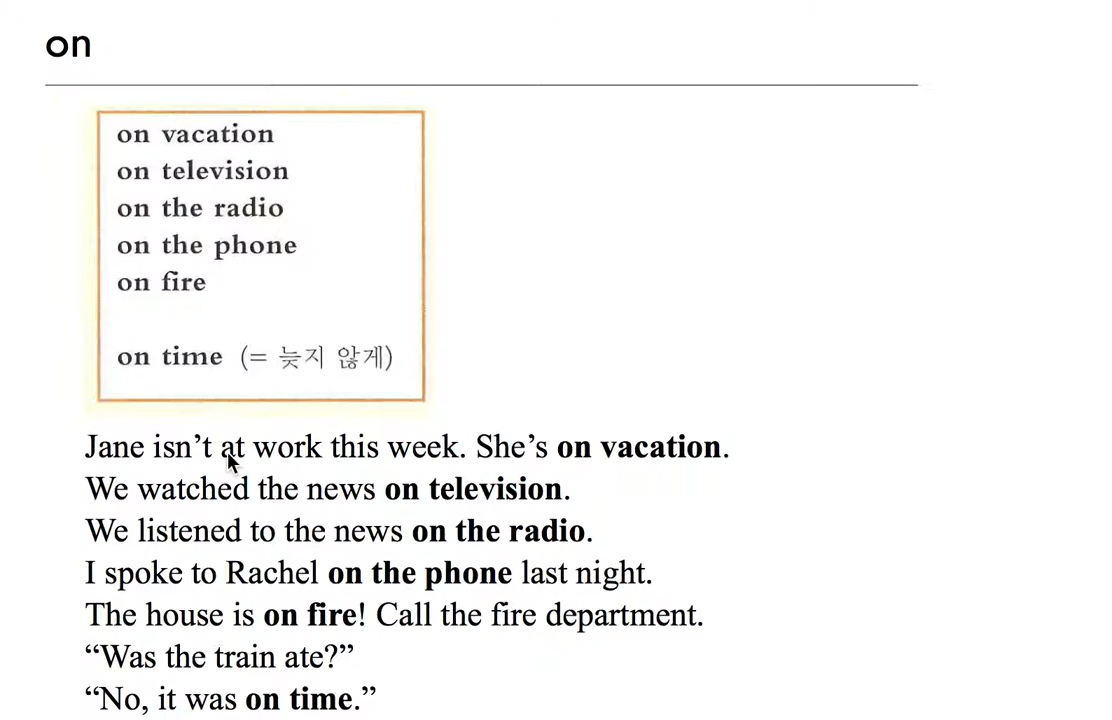 on
on vacation
on television
on the radio
on the phone
on fire
on time (= 늦지 않게)
Jane isn’t at work this week. She’s on vacation.
We watched the news on television.
We listened to the news on the radio.
I spoke to Rachel on the phone last night.
The house is on fire! Call the fire department.
“Was the train ate?”
“No, it was on time.”